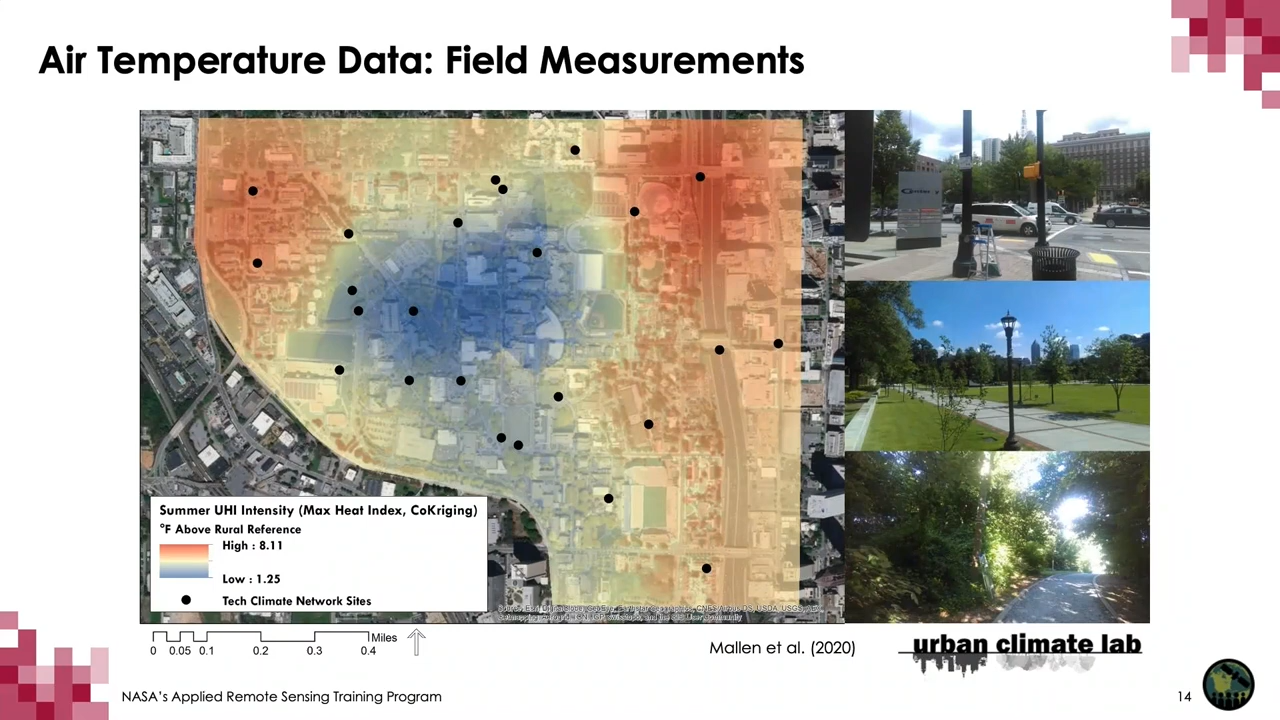 Air Temperature Data: Field Measurements
Summer UHI Intensity (Max Heat Index, CoKriging)
°F Above Rural Reference
High : 8.11
Low : 1.25
Tech Climate Network Sites
0 0.05 0.1 0.2 0.3 0.4 Miles
Mallen et al. (2020)
urban climate lab
NASA's Applied Remote Sensing Training Program
14